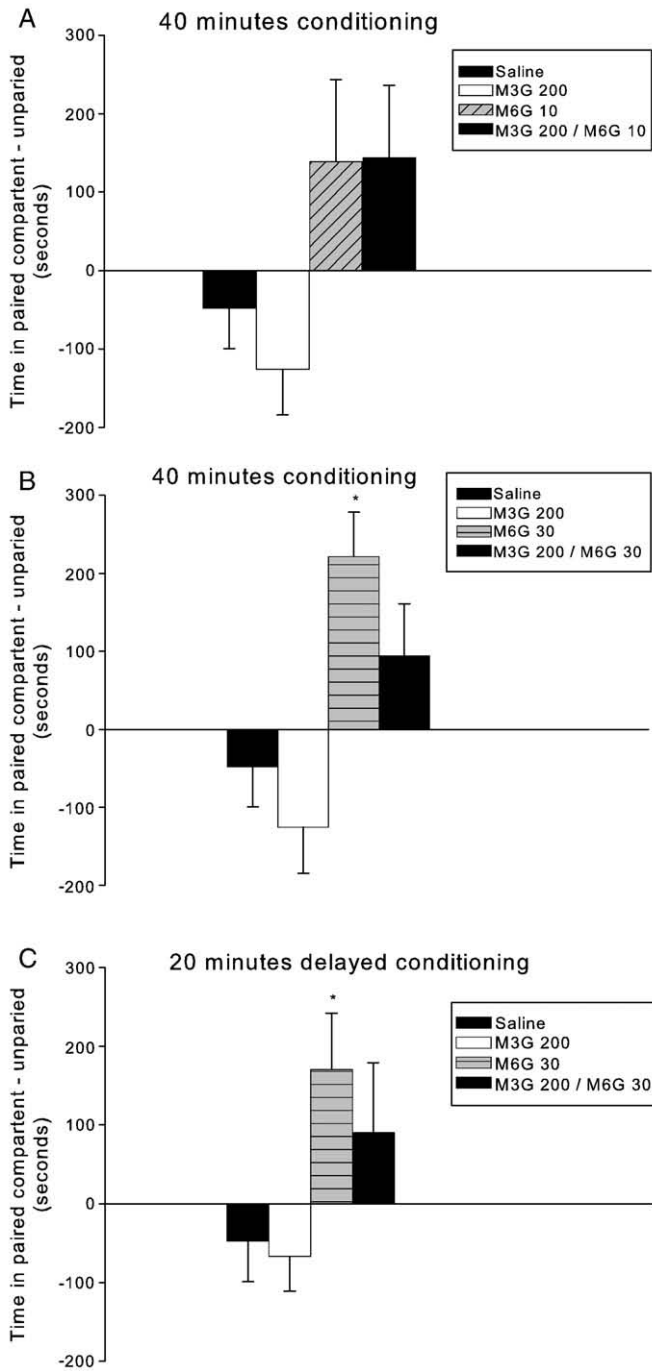 A
40 minutes conditioning
Time in paired compartent - unparied
(seconds)
300
200
100
0
-100
-200
Saline
M3G 200
M6G 10
M3G 200 / M6G 10
B
40 minutes conditioning
Time in paired compartent - unparied
(seconds)
300
200
100
0
-100
-200
*
Saline
M3G 200
M6G 30
M3G 200 / M6G 30
C
20 minutes delayed conditioning
Time in paired compartent - unparied
(seconds)
300
200
100
0
-100
-200
*
Saline
M3G 200
M6G 30
M3G 200 / M6G 30